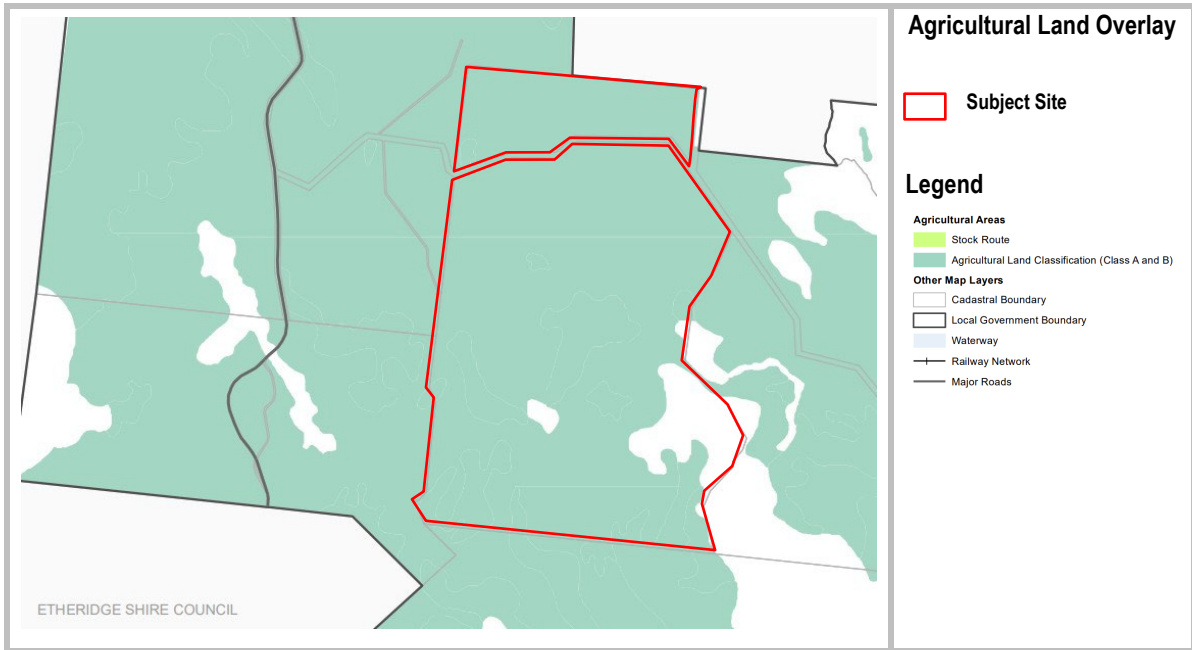 Agricultural Land Overlay
Subject Site
Legend
Agricultural Areas
Stock Route
Agricultural Land Classification (Class A and B)
Other Map Layers
Cadastral Boundary
Local Government Boundary
Waterway
Railway Network
Major Roads
ETHERIDGE SHIRE COUNCIL